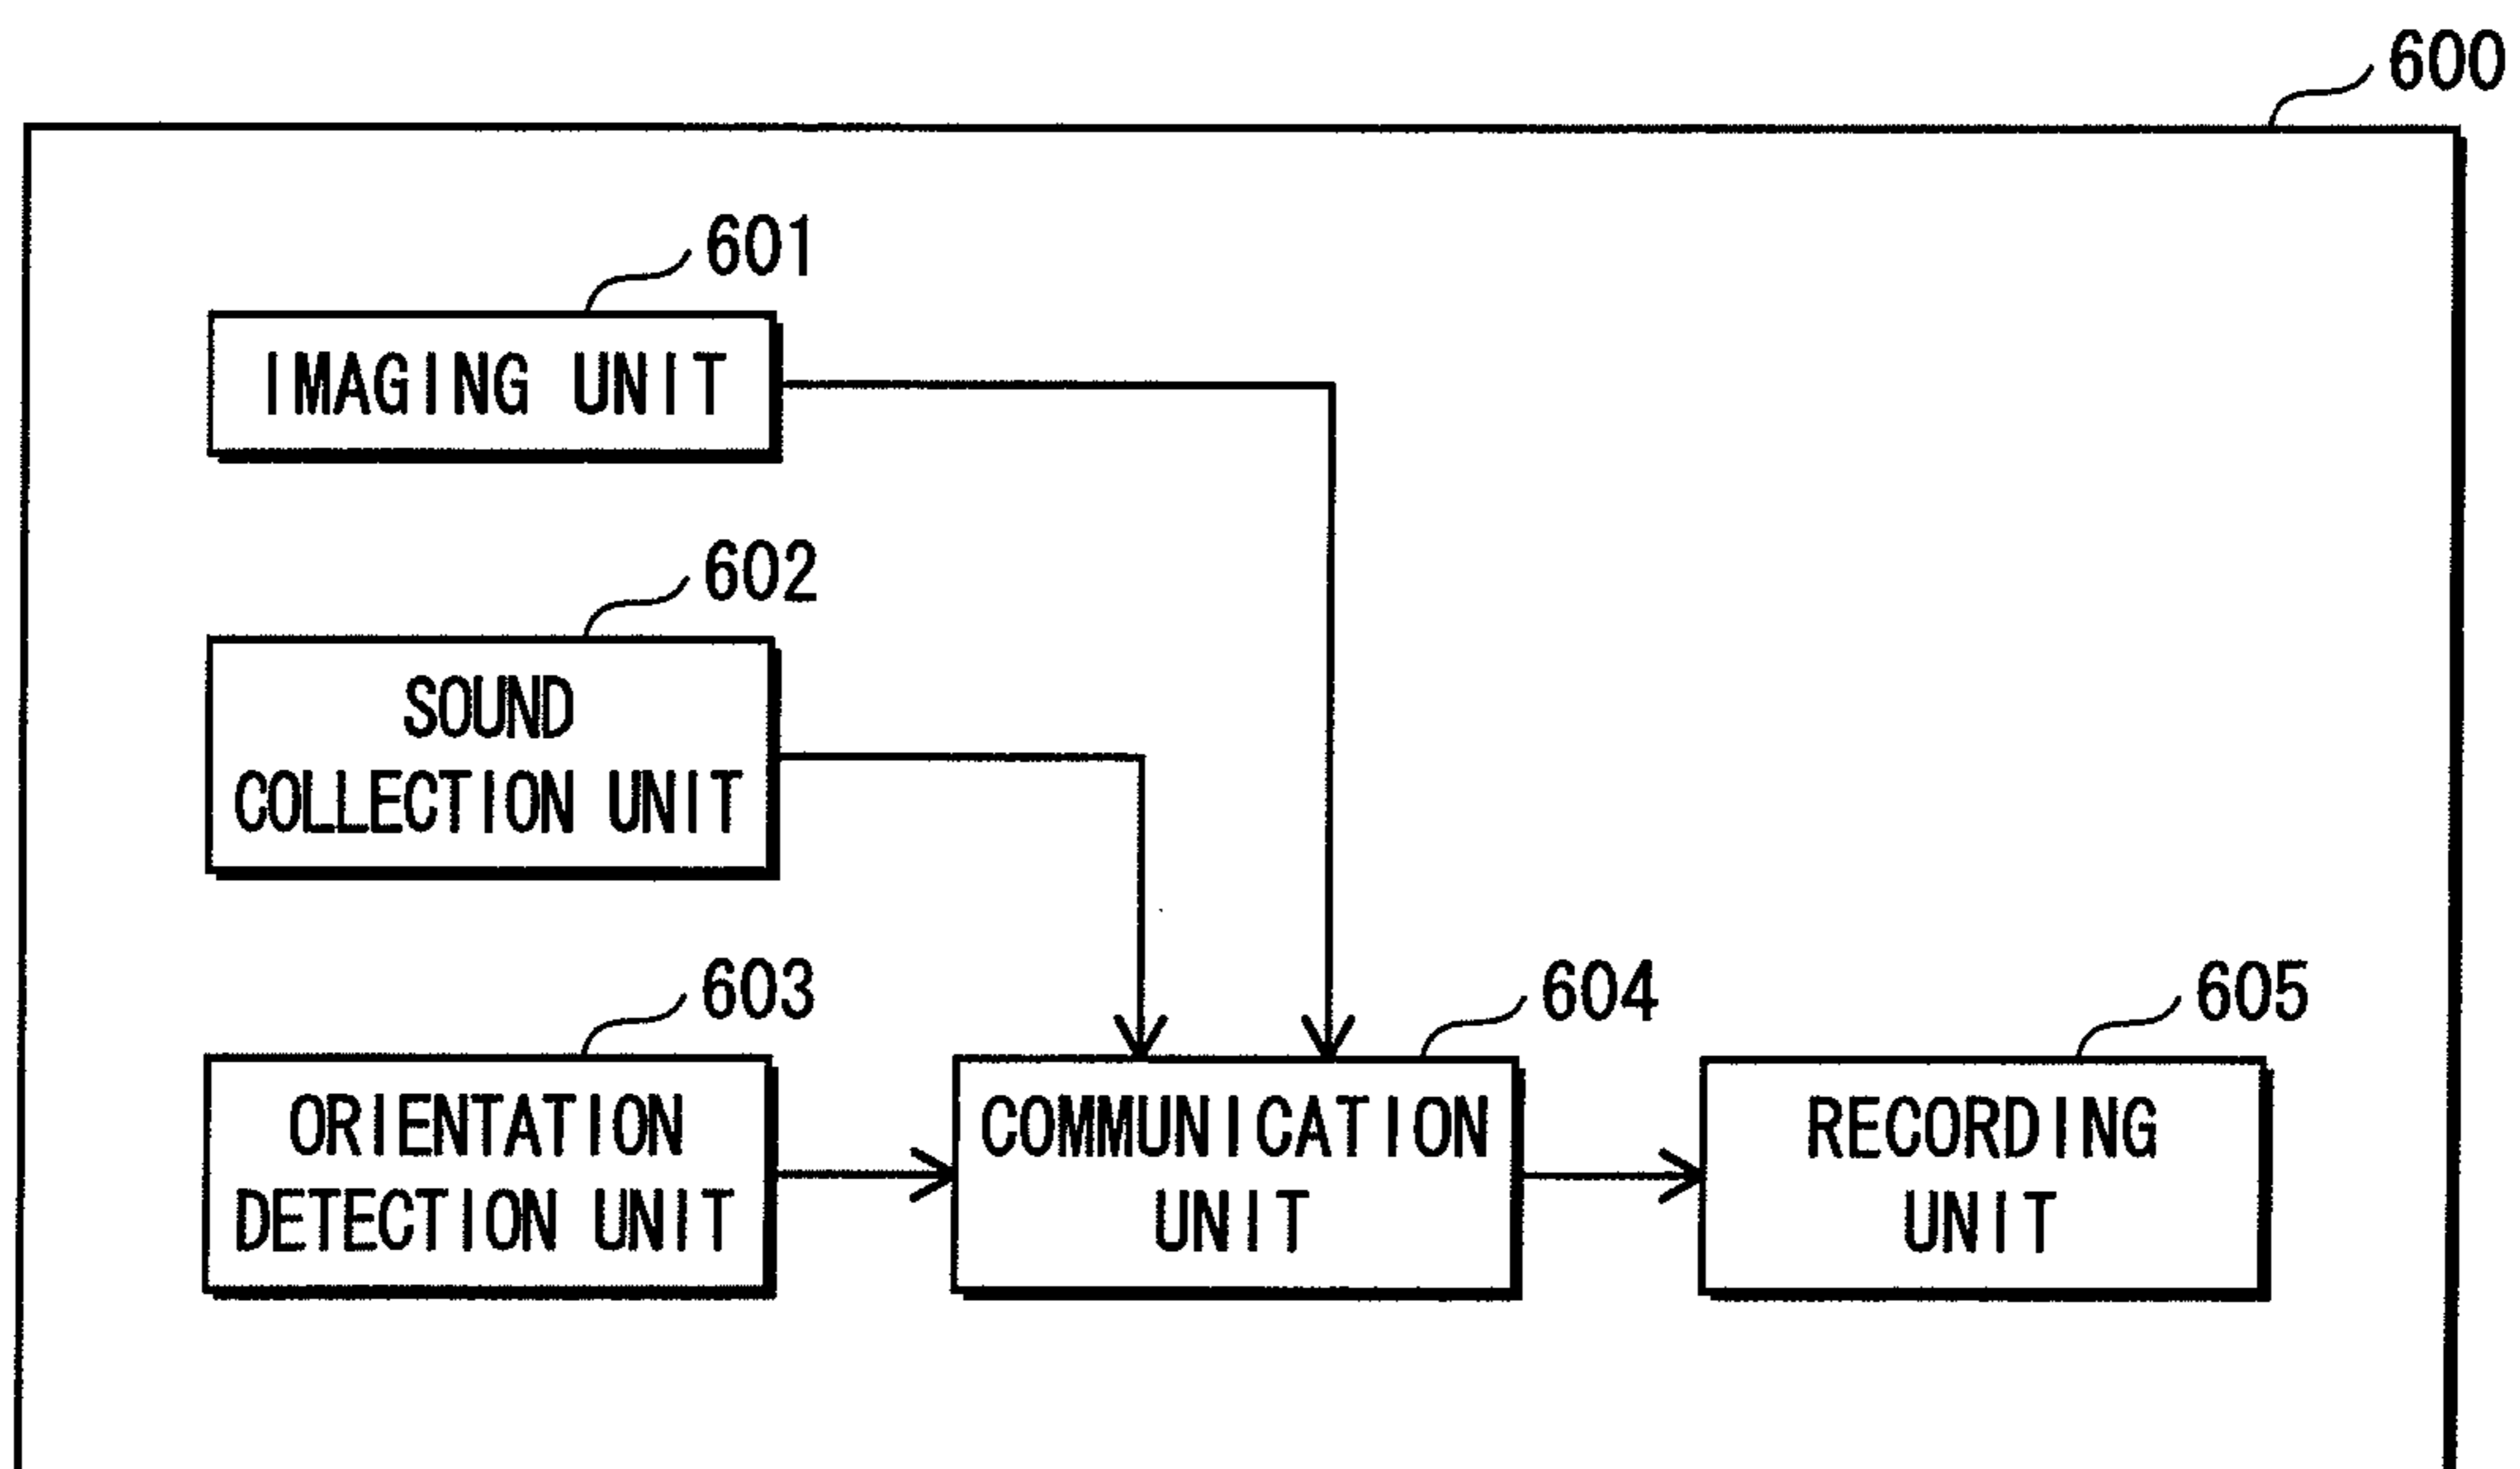 600
601
IMAGING UNIT
602
SOUND
COLLECTION UNIT
603
ORIENTATION
DETECTION UNIT
604
COMMUNICATION
UNIT
605
RECORDING
UNIT